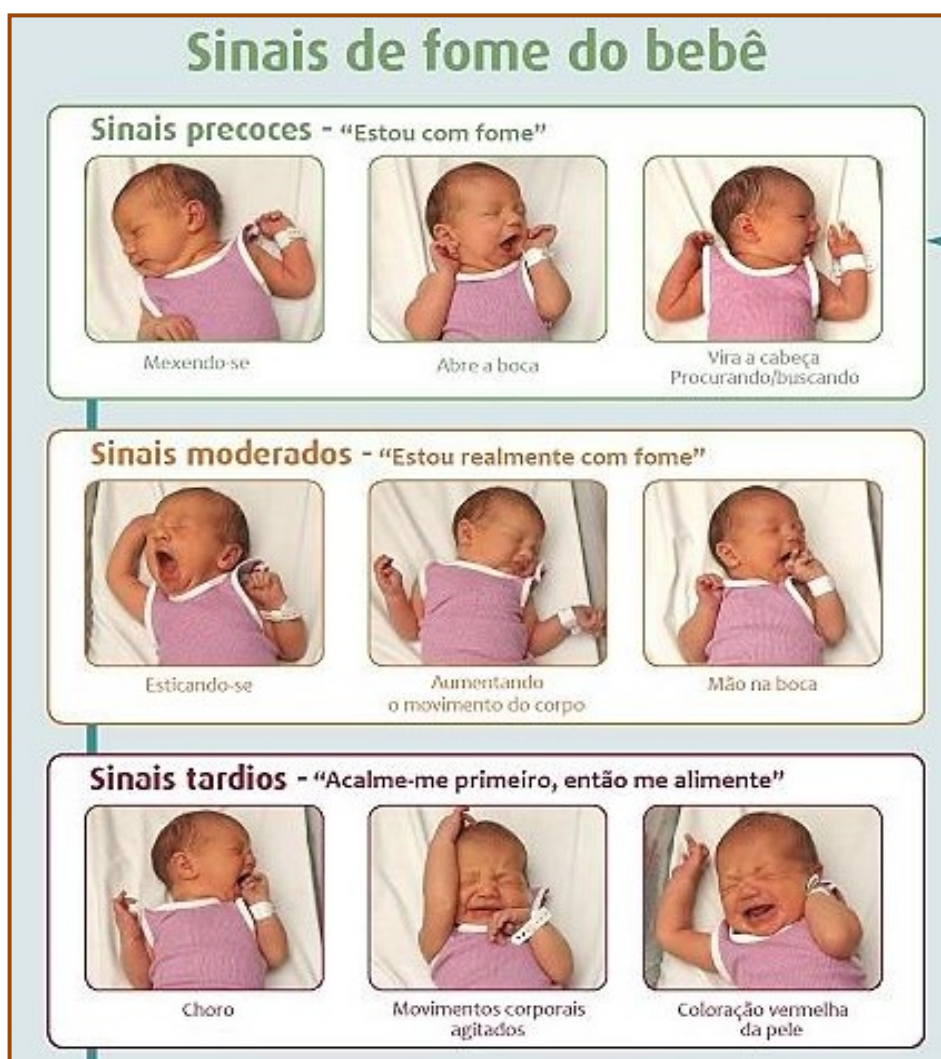 Sinais de fome do bebê
Sinais precoces - “Estou com fome”
Mexendo-se
Abre a boca
Vira a cabeça
Procurando/buscando
Sinais moderados - “Estou realmente com fome”
Esticando-se
Aumentando
o movimento do corpo
Mão na boca
Sinais tardios - “Acalme-me primeiro, então me alimente”
Choro
Movimentos corporais
agitados
Coloração vermelha
da pele